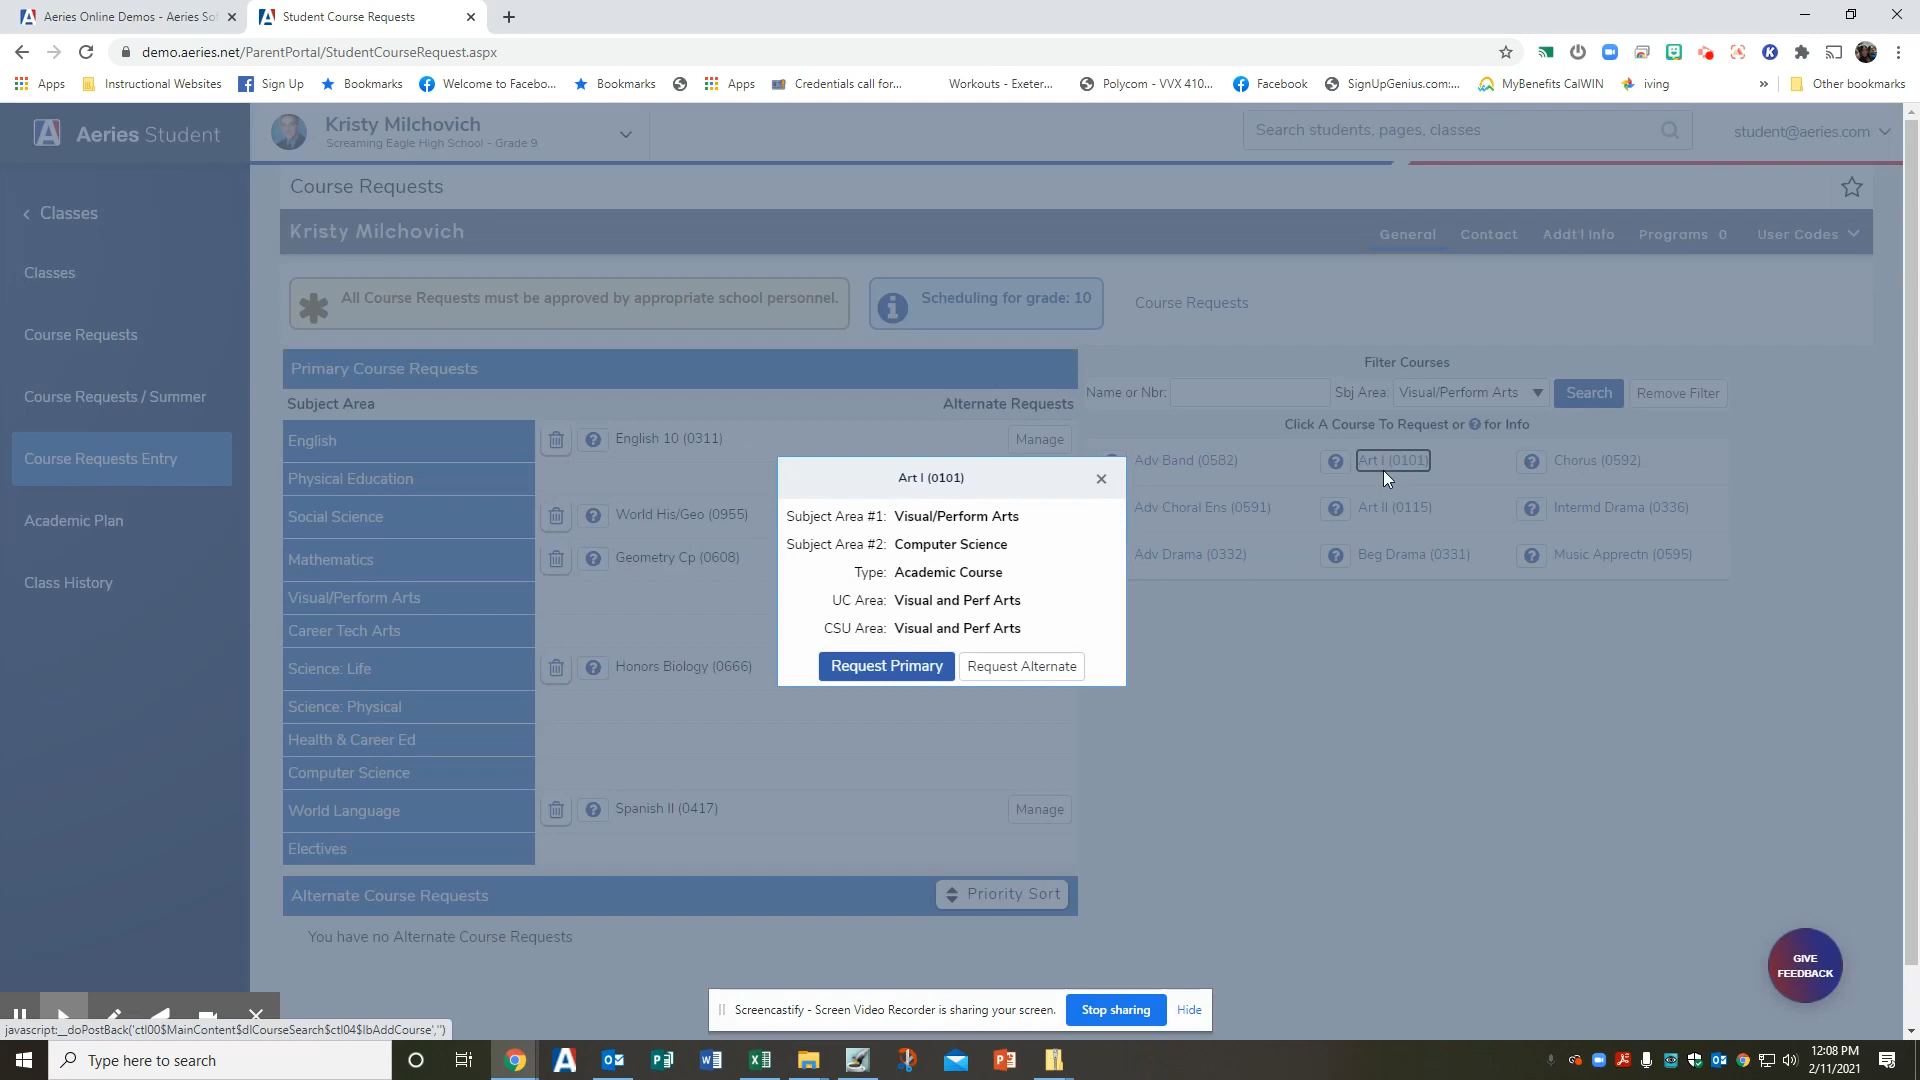 Aeries Online Demos - Aeries Sof
Student Course Requests
demo.aeries.net/ParentPortal/StudentCourseRequest.aspx
Apps
Instructional Websites
Sign Up
Bookmarks
Welcome to Facebo...
Bookmarks
Apps
Credentials call for...
Workouts - Exeter...
Polycom - VVX 410...
Facebook
SignUpGenius.com:...
MyBenefits CalWIN
iving
»
Other bookmarks
Aeries Student
Kristy Milchovich
Screaming Eagle High School - Grade 9
Search students, pages, classes
student@aeries.com
Classes
Classes
Course Requests
Course Requests / Summer
Course Requests Entry
Academic Plan
Class History
Course Requests
Kristy Milchovich
General
Contact
Addt'l Info
Programs 0
User Codes
All Course Requests must be approved by appropriate school personnel.
Scheduling for grade: 10
Course Requests
Primary Course Requests
Subject Area
Alternate Requests
English
English 10 (0311)
Manage
Physical Education
Social Science
World His/Geo (0955)
Mathematics
Geometry Cp (0608)
Visual/Perform Arts
Career Tech Arts
Science: Life
Honors Biology (0666)
Science: Physical
Health & Career Ed
Computer Science
World Language
Spanish II (0417)
Manage
Electives
Alternate Course Requests
Priority Sort
You have no Alternate Course Requests
Filter Courses
Name or Nbr:
Sbj Area:
Visual/Perform Arts
Search
Remove Filter
Click A Course To Request or ? for Info
Adv Band (0582)
Art I (0101)
Chorus (0592)
Adv Choral Ens (0591)
Art II (0115)
Intermd Drama (0336)
Adv Drama (0332)
Beg Drama (0331)
Music Apprectn (0595)
Art I (0101)
Subject Area #1: Visual/Perform Arts
Subject Area #2: Computer Science
Type: Academic Course
UC Area: Visual and Perf Arts
CSU Area: Visual and Perf Arts
Request Primary
Request Alternate
GIVE
FEEDBACK
Screencastify - Screen Video Recorder is sharing your screen.
Stop sharing
Hide
javascript:__doPostBack('ctl00$MainContent$dlCourseSearch$ctl04$lbAddCourse','')
Type here to search
12:08 PM
2/11/2021